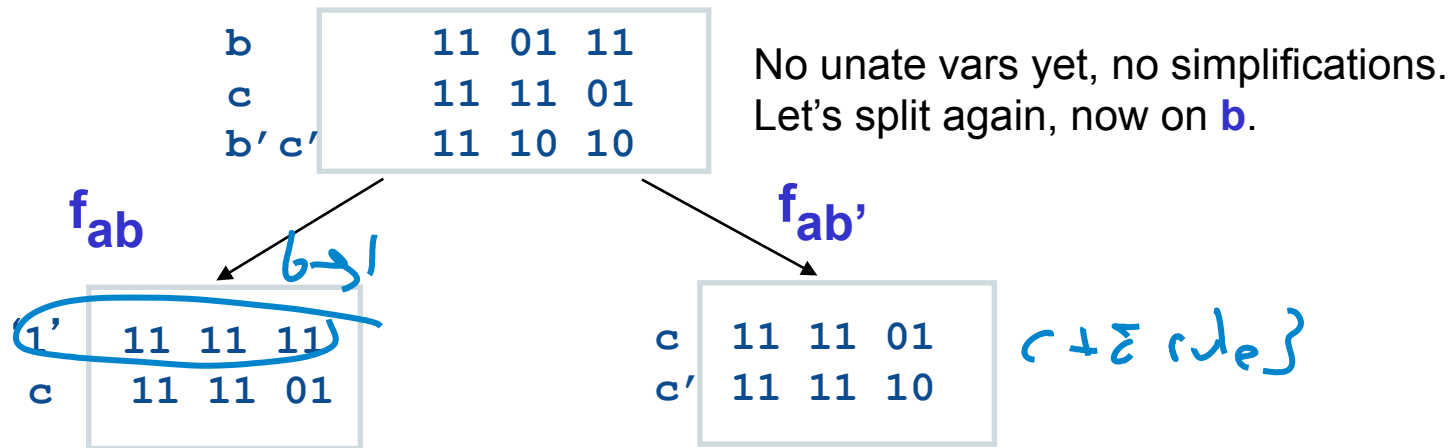 b 11 01 11
c 11 11 01
b'c' 11 10 10
No unate vars yet, no simplifications.
Let's split again, now on b.
fab
b→1
fab'
'1' 11 11 11
c 11 11 01
c 11 11 01
c' 11 11 10
c + c̄ rule}